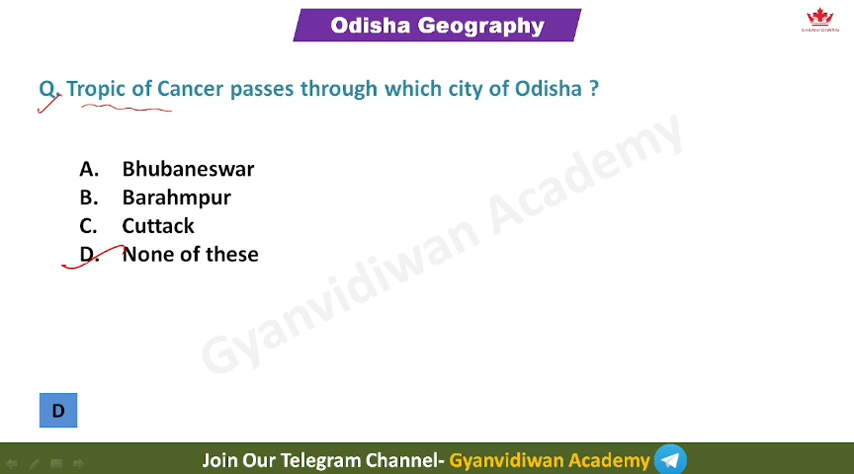 Odisha Geography
GYANVIDIWAN
Q. Tropic of Cancer passes through which city of Odisha ?
A. Bhubaneswar
B. Barahmpur
C. Cuttack
D. None of these
Gyanvidiwan Academy
D
Join Our Telegram Channel- Gyanvidiwan Academy